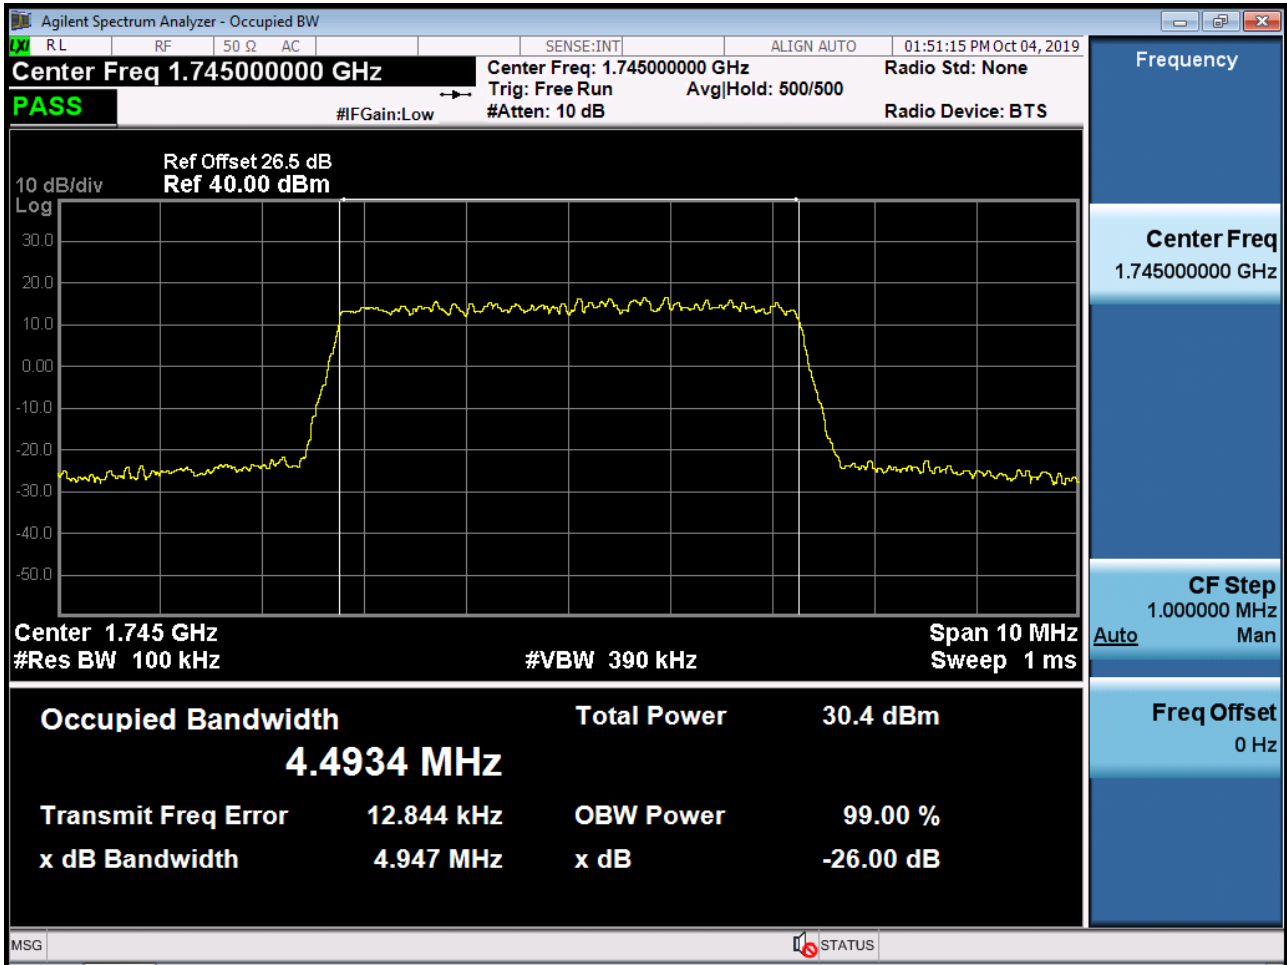 Agilent Spectrum Analyzer - Occupied BW
LXI RL RF 50 Ω AC SENSE:INT ALIGN AUTO 01:51:15 PM Oct 04, 2019
Center Freq 1.745000000 GHz
PASS
#IFGain:Low
Center Freq: 1.745000000 GHz
Trig: Free Run Avg|Hold: 500/500
#Atten: 10 dB
Radio Std: None
Radio Device: BTS
Ref Offset 26.5 dB
10 dB/div Ref 40.00 dBm
Log
30.0
20.0
10.0
0.00
-10.0
-20.0
-30.0
-40.0
-50.0
Center 1.745 GHz Span 10 MHz
#Res BW 100 kHz #VBW 390 kHz Sweep 1 ms
Occupied Bandwidth Total Power 30.4 dBm
4.4934 MHz
Transmit Freq Error 12.844 kHz OBW Power 99.00 %
x dB Bandwidth 4.947 MHz x dB -26.00 dB
Frequency
Center Freq
1.745000000 GHz
CF Step
1.000000 MHz
Auto Man
Freq Offset
0 Hz
MSG STATUS